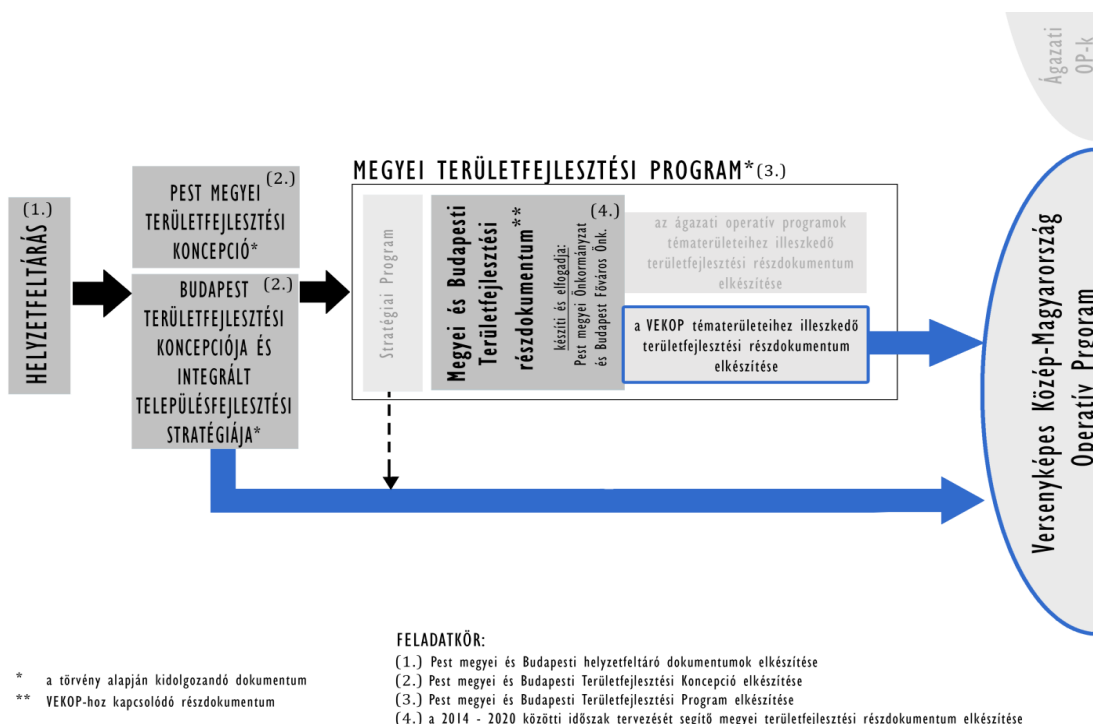 Ágazati
OP-k
MEGYEI TERÜLETFEJLESZTÉSI PROGRAM*(3.)
(1.)
HELYZETFELTÁRÁS
(2.)
PEST MEGYEI
TERÜLETFEJLESZTÉSI
KONCEPCIÓ*
BUDAPEST (2.)
TERÜLETFEJLESZTÉSI
KONCEPCIÓJA ÉS
INTEGRÁLT
TELEPÜLÉSFEJLESZTÉSI
STRATÉGIÁJA*
Stratégiai Program
(4.)
Megyei és Budapesti
Területfejlesztési
részdokumentum**
készíti és elfogadja:
Pest megyei Önkormányzat
és Budapest Főváros Önk.
az ágazati operatív programok
tématerületeihez illeszkedő
területfejlesztési részdokumentum
elkészítése
a VEKOP tématerületeihez illeszkedő
területfejlesztési részdokumentum
elkészítése
Versenyképes Közép-Magyarország
Operatív Prgoram
* a törvény alapján kidolgozandó dokumentum
** VEKOP-hoz kapcsolódó részdokumentum
FELADATKÖR:
(1.) Pest megyei és Budapesti helyzetfeltáró dokumentumok elkészítése
(2.) Pest megyei és Budapesti Területfejlesztési Koncepció elkészítése
(3.) Pest megyei és Budapesti Területfejlesztési Program elkészítése
(4.) a 2014 - 2020 közötti időszak tervezését segítő megyei területfejlesztési részdokumentum elkészítése